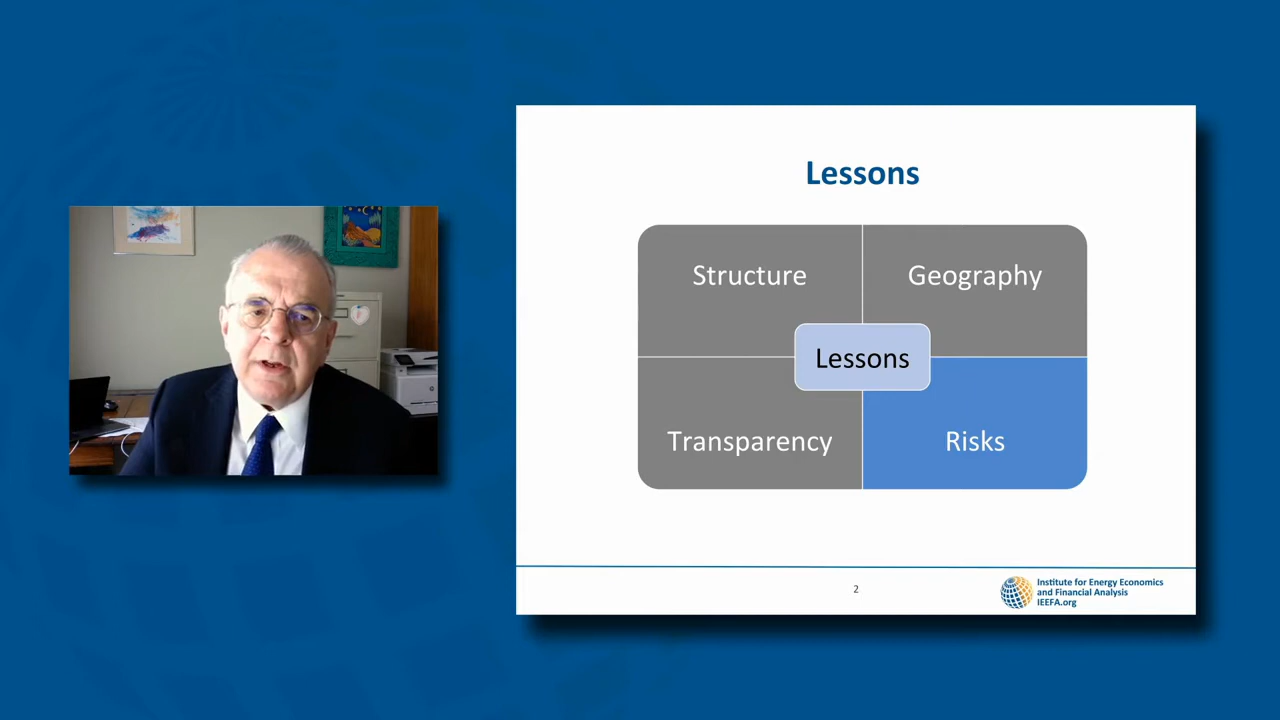 Lessons
Structure
Geography
Lessons
Transparency
Risks
2
Institute for Energy Economics
and Financial Analysis
IEEFA.org